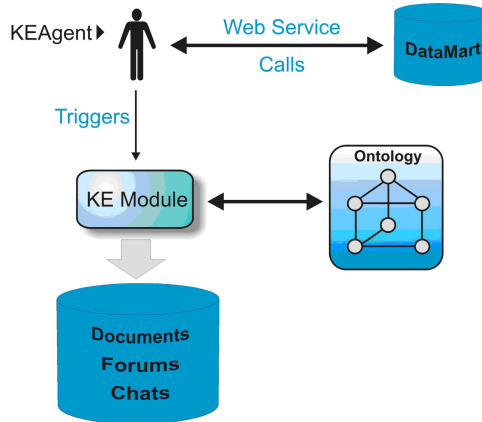 KEAgent
Web Service
Calls
DataMart
Triggers
KE Module
Ontology
Documents
Forums
Chats